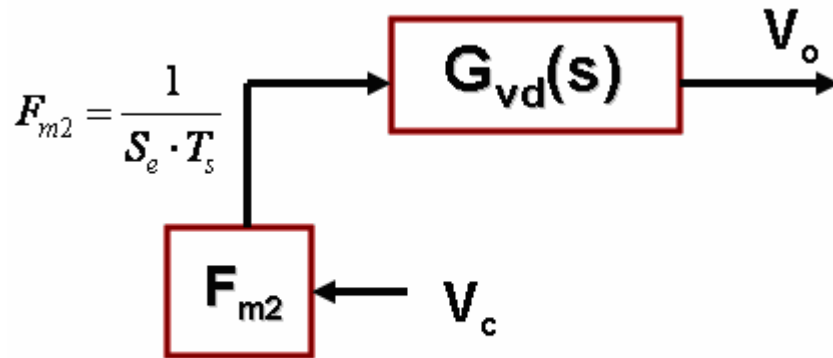 G_vd(s)
V_o
F_m2 = 1 / (S_e · T_s)
F_m2
V_c